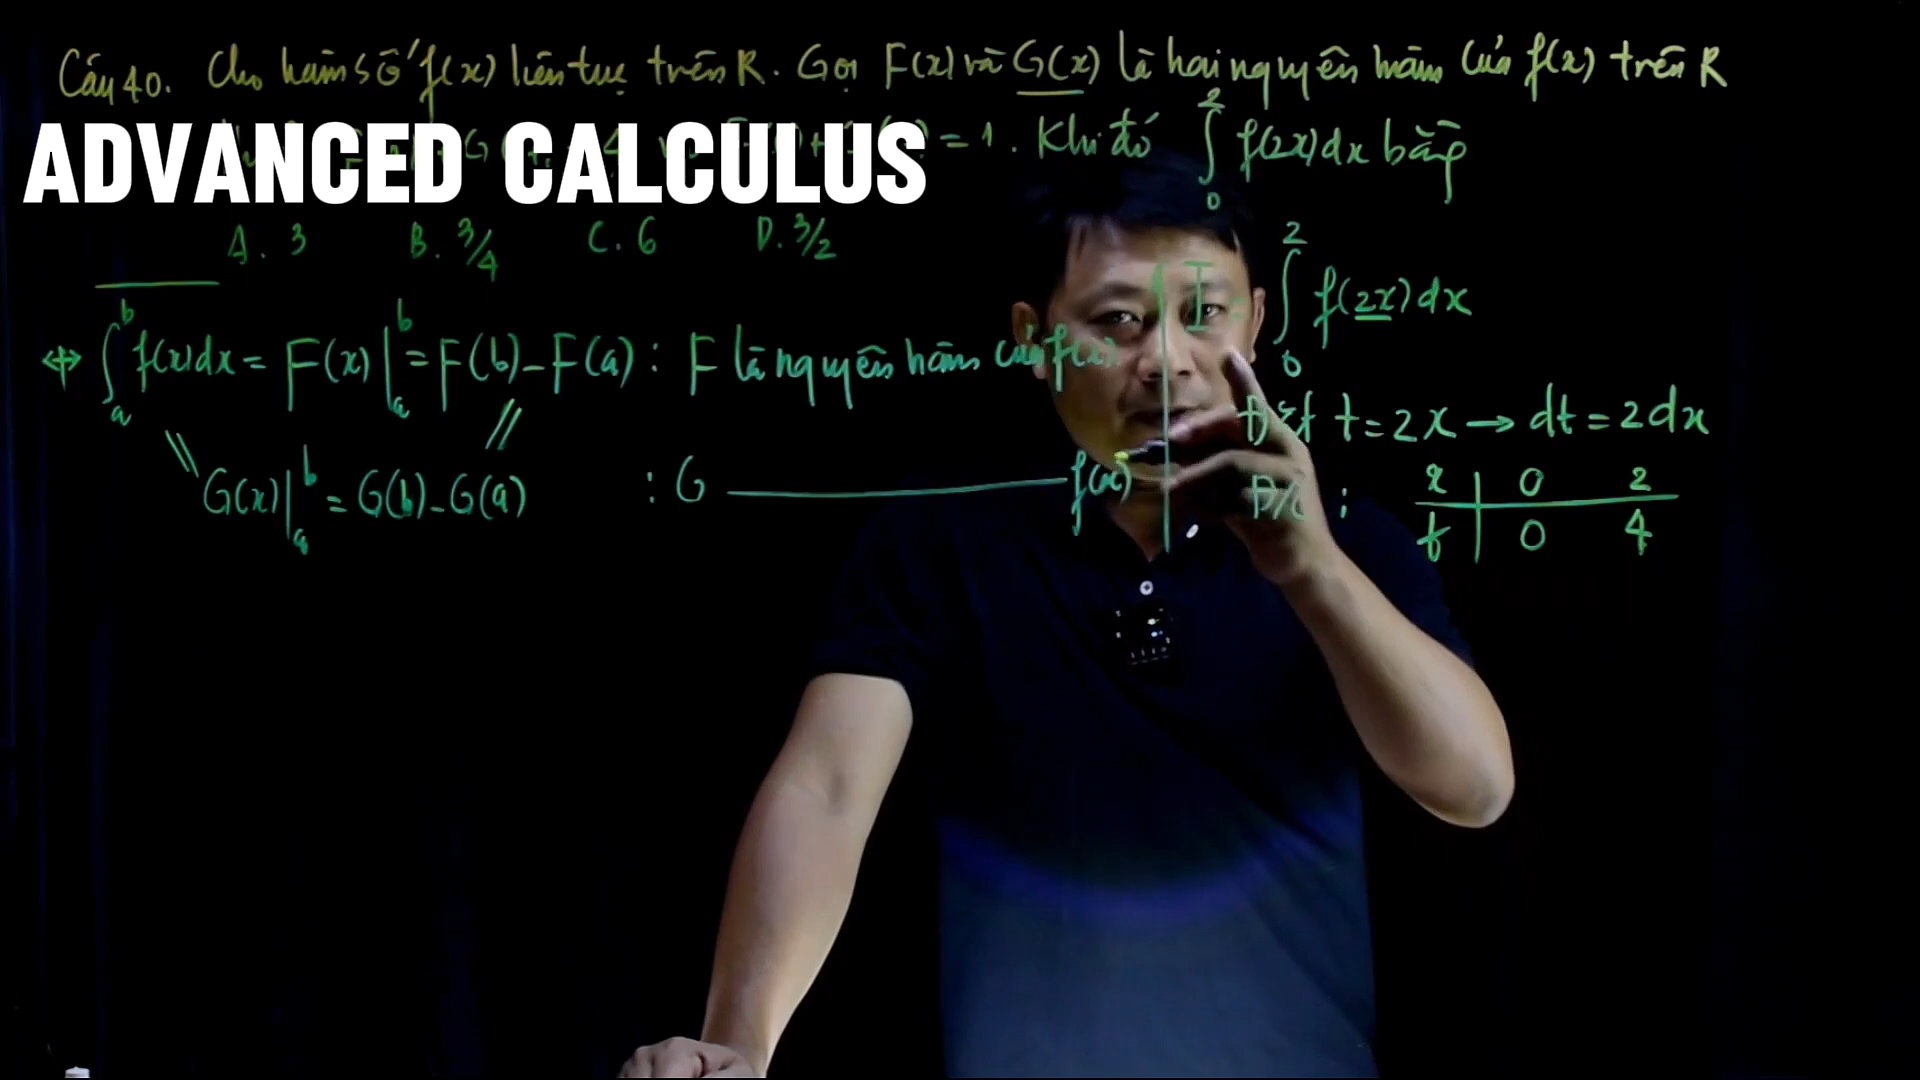 Câu 40. Cho hàm số f(x) liên tục trên R. Gọi F(x) và G(x) là hai nguyên hàm của f(x) trên R
= 1. Khi đó ∫₀² f(2x)dx bằng
ADVANCED CALCULUS
A. 3 B. 3/4 C. 6 D. 3/2
⇔ ∫ₐᵇ f(x)dx = F(x)|ₐᵇ = F(b) - F(a) : F là nguyên hàm của f(x)
G(x)|ₐᵇ = G(b) - G(a) : G ——— f(x)
I = ∫₀² f(2x)dx
Đặt t = 2x → dt = 2dx
Đ/C :
x | 0 2
t | 0 4